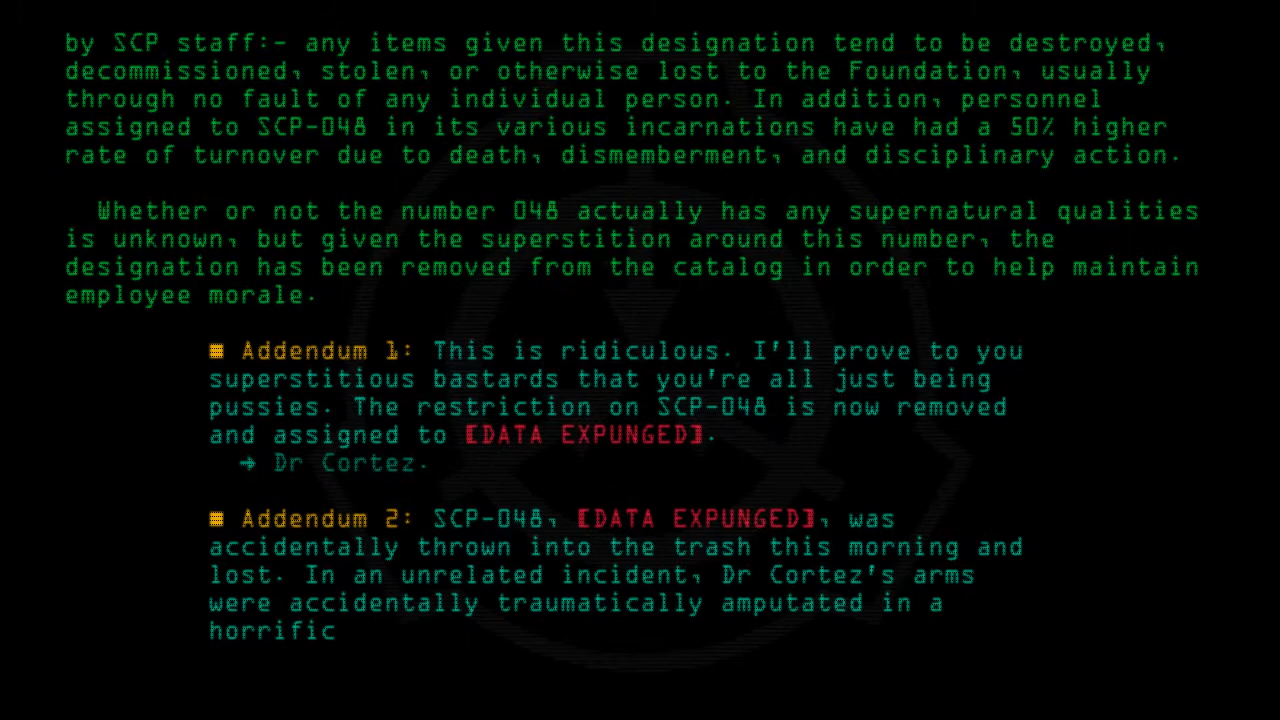 by SCP staff:- any items given this designation tend to be destroyed,
decommissioned, stolen, or otherwise lost to the Foundation, usually
through no fault of any individual person. In addition, personnel
assigned to SCP-048 in its various incarnations have had a 50% higher
rate of turnover due to death, dismemberment, and disciplinary action.
Whether or not the number 048 actually has any supernatural qualities
is unknown, but given the superstition around this number, the
designation has been removed from the catalog in order to help maintain
employee morale.
■ Addendum 1: This is ridiculous. I'll prove to you
superstitious bastards that you're all just being
pussies. The restriction on SCP-048 is now removed
and assigned to [DATA EXPUNGED].
→ Dr Cortez.
■ Addendum 2: SCP-048, [DATA EXPUNGED], was
accidentally thrown into the trash this morning and
lost. In an unrelated incident, Dr Cortez's arms
were accidentally traumatically amputated in a
horrific